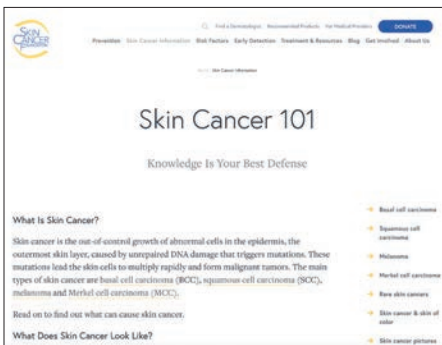 SKIN
CANCER
FOUNDATION
Find a Dermatologist Recommended Products For Medical Providers DONATE
Prevention Skin Cancer Information Risk Factors Early Detection Treatment & Resources Blog Get Involved About Us
Skin Cancer Information
Skin Cancer 101
Knowledge Is Your Best Defense
What Is Skin Cancer?
Skin cancer is the out-of-control growth of abnormal cells in the epidermis, the
outermost skin layer, caused by unrepaired DNA damage that triggers mutations. These
mutations lead the skin cells to multiply rapidly and form malignant tumors. The main
types of skin cancer are basal cell carcinoma (BCC), squamous cell carcinoma (SCC),
melanoma and Merkel cell carcinoma (MCC).
Read on to find out what can cause skin cancer.
What Does Skin Cancer Look Like?
Basal cell carcinoma
Squamous cell
carcinoma
Melanoma
Merkel cell carcinoma
Rare skin cancers
Skin cancer & skin of
color
Skin cancer pictures